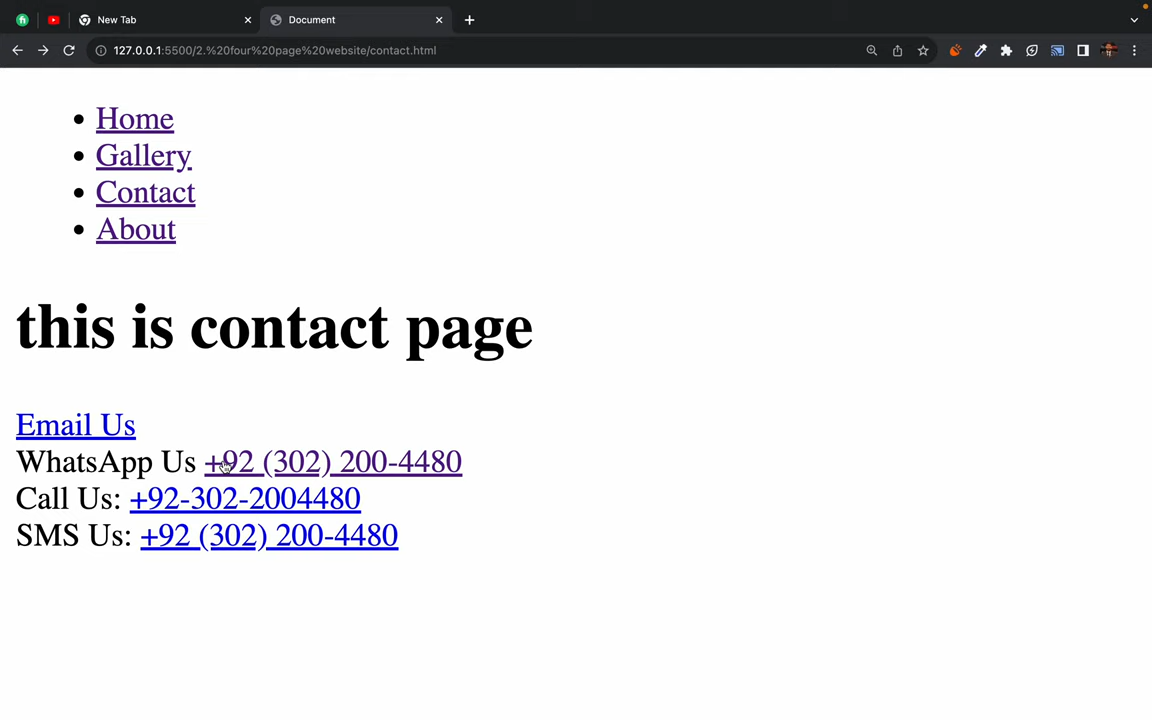 New Tab
Document
127.0.0.1:5500/2.%20four%20page%20website/contact.html
Home
Gallery
Contact
About
this is contact page
Email Us
WhatsApp Us +92 (302) 200-4480
Call Us: +92-302-2004480
SMS Us: +92 (302) 200-4480